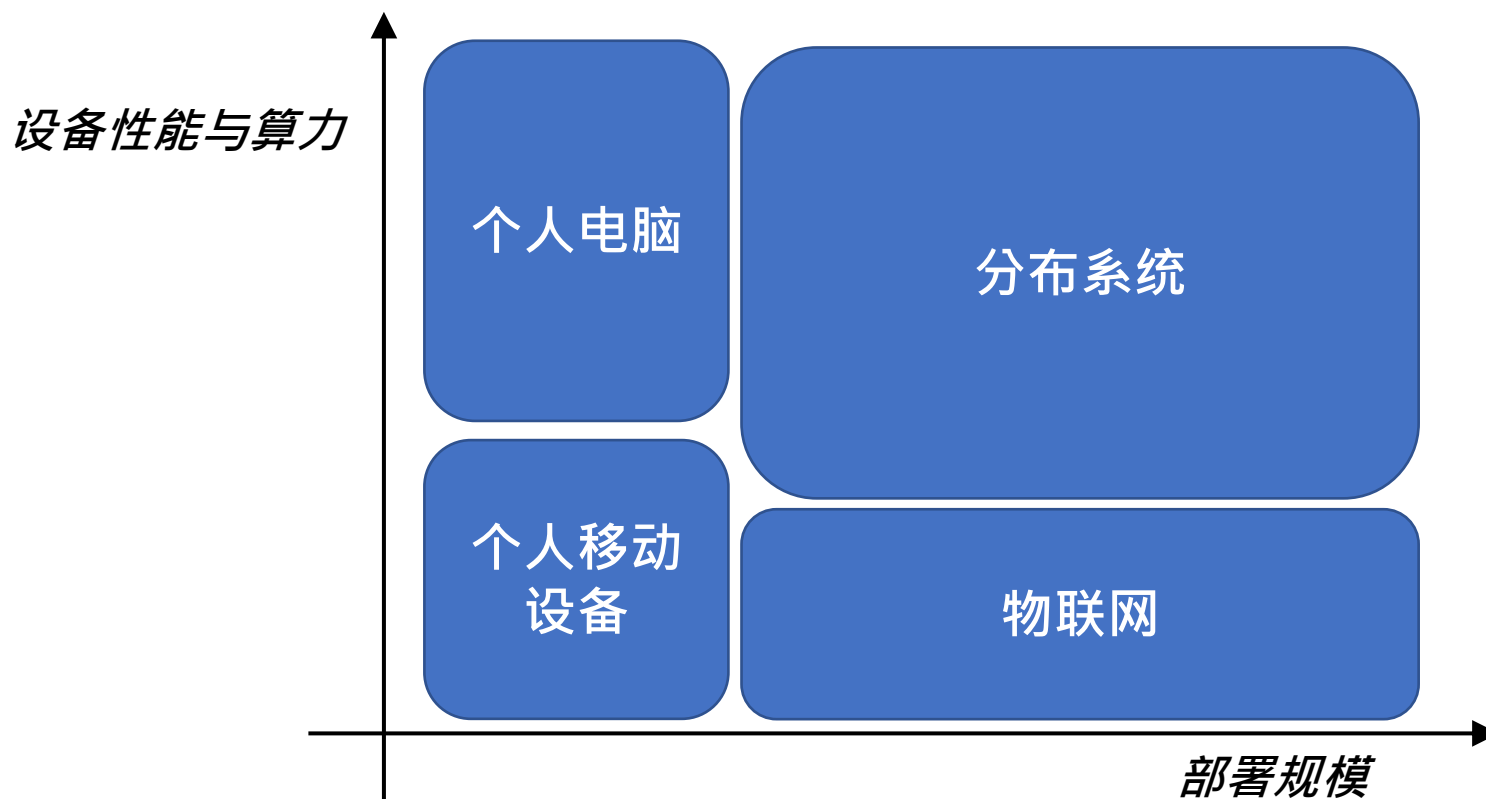 设备性能与算力
个人电脑
分布系统
个人移动
设备
物联网
部署规模